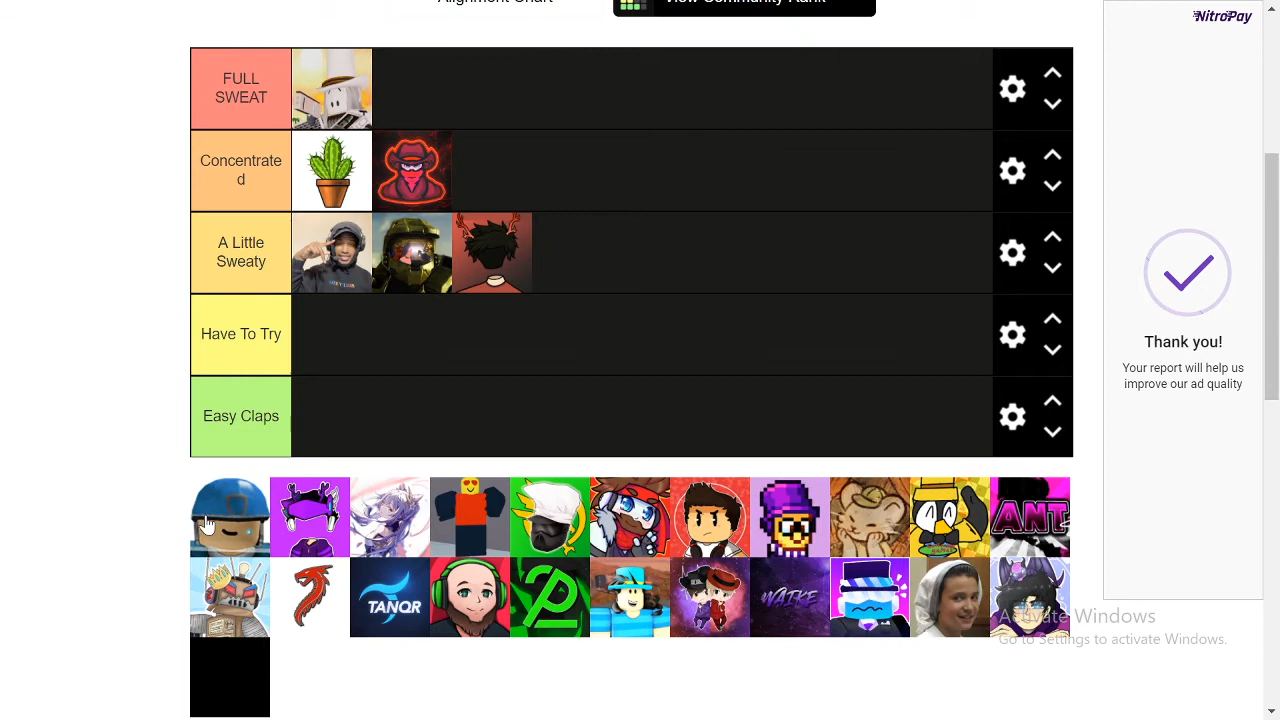 Alignment Chart
View Community Rank
NitroPay
FULL
SWEAT
Concentrate
d
A Little
Sweaty
Have To Try
Easy Claps
Thank you!
Your report will help us
improve our ad quality
ANT
TANQR
WAIKE
Activate Windows
Go to Settings to activate Windows.